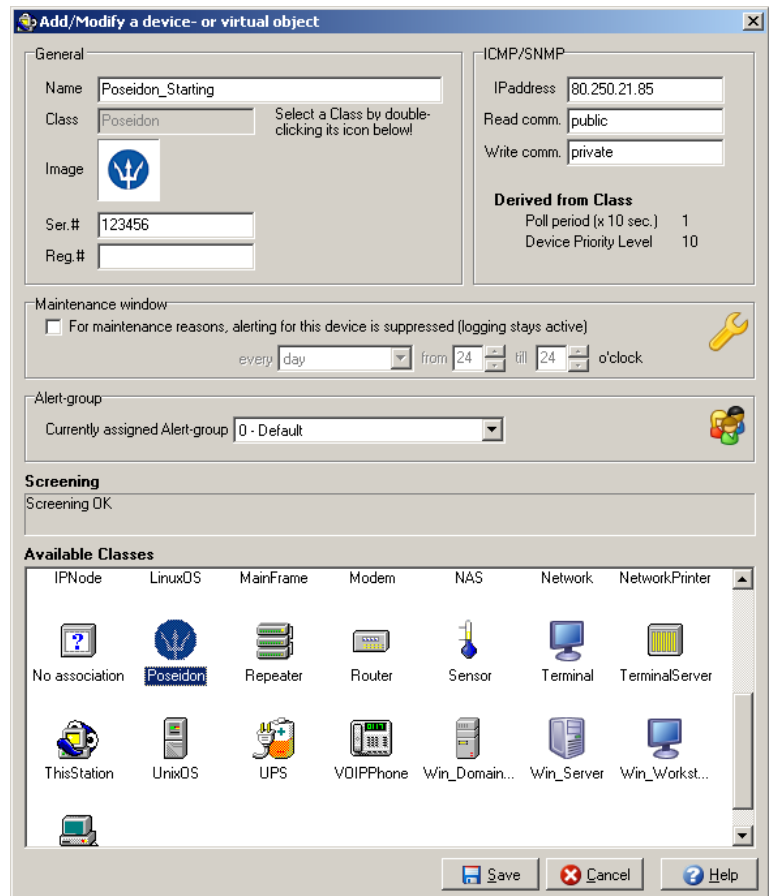 Add/Modify a device- or virtual object
General
Name Poseidon_Starting
Class Poseidon
Select a Class by double-
clicking its icon below!
Image
Ser.# 123456
Reg.#
ICMP/SNMP
IPaddress 80.250.21.85
Read comm. public
Write comm. private
Derived from Class
Poll period (x 10 sec.) 1
Device Priority Level 10
Maintenance window
For maintenance reasons, alerting for this device is suppressed (logging stays active)
every day from 24 till 24 o'clock
Alert-group
Currently assigned Alert-group 0 - Default
Screening
Screening OK
Available Classes
IPNode LinuxOS MainFrame Modem NAS Network NetworkPrinter
No association Poseidon Repeater Router Sensor Terminal TerminalServer
ThisStation UnixOS UPS VOIPPhone Win_Domain... Win_Server Win_Workst...
Save Cancel Help